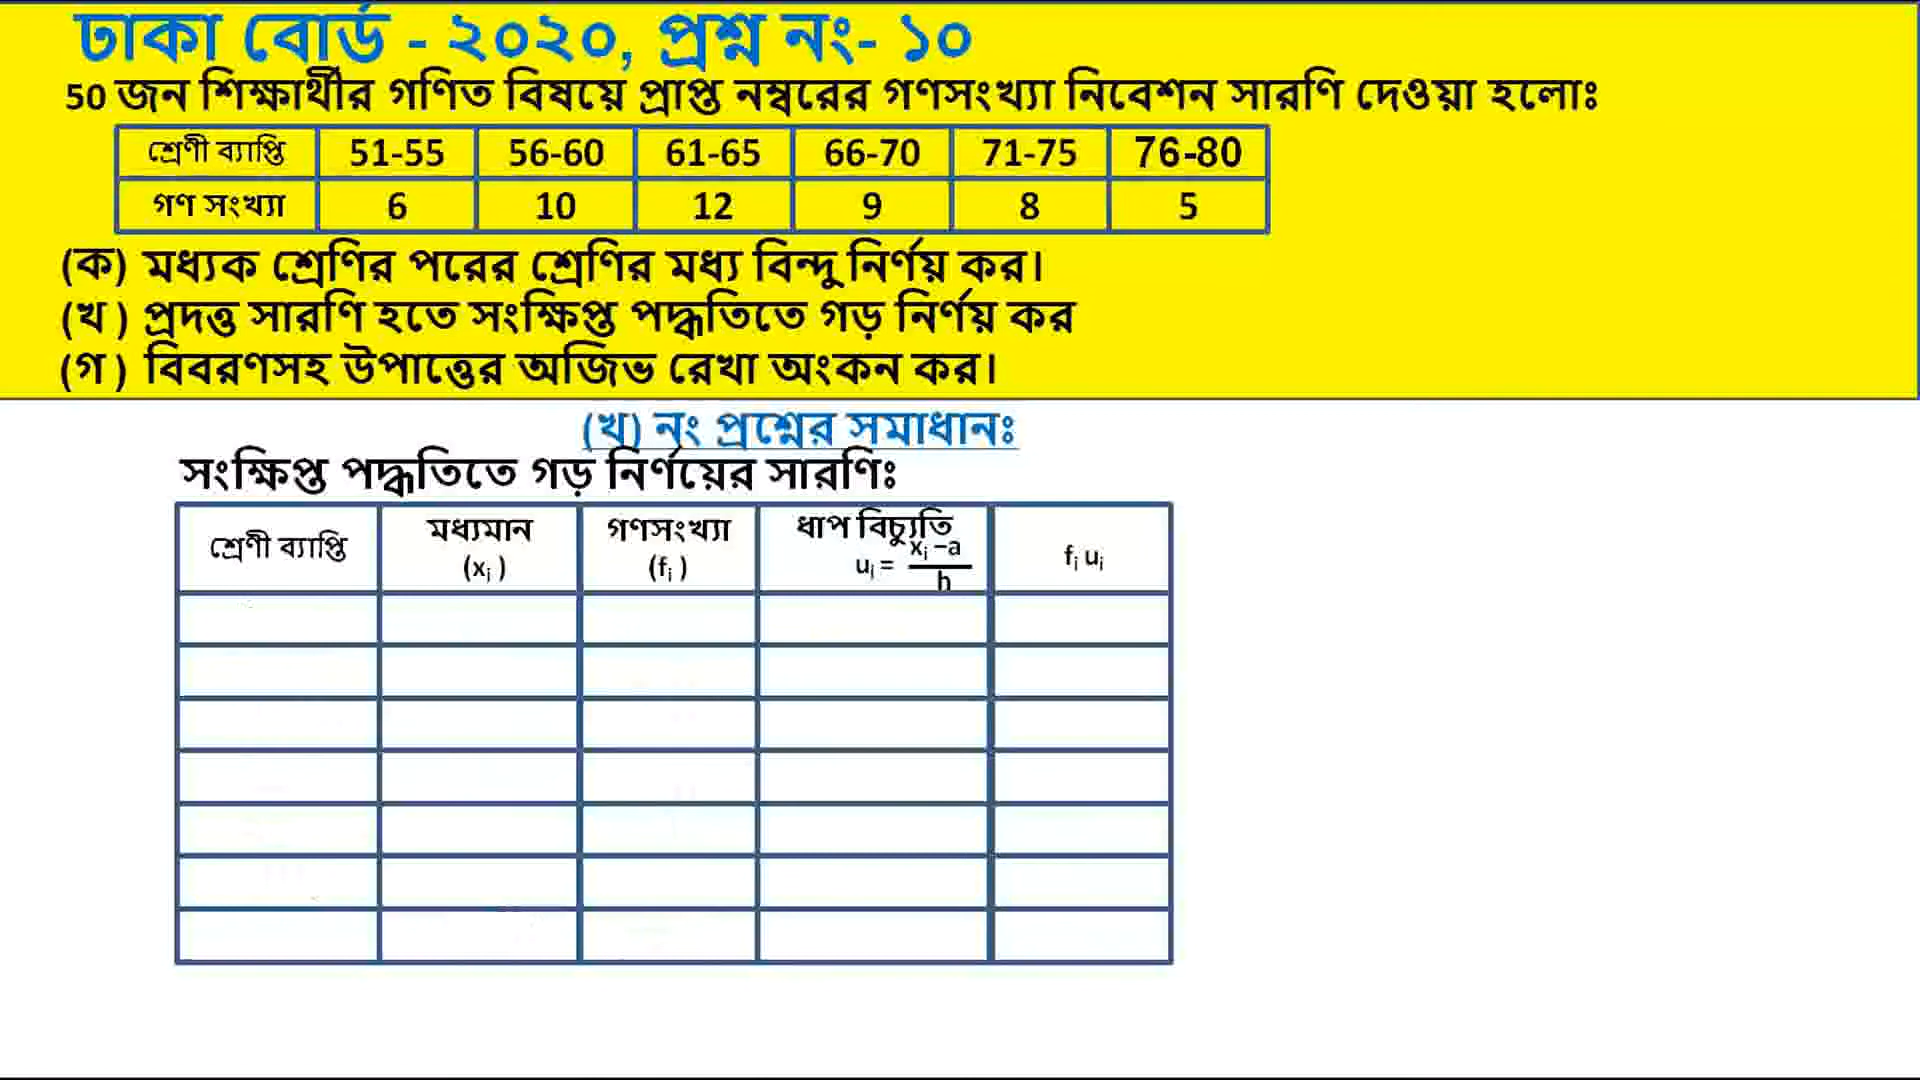 ঢাকা বোর্ড - ২০২০, প্রশ্ন নং- ১০
50 জন শিক্ষার্থীর গণিত বিষয়ে প্রাপ্ত নম্বরের গণসংখ্যা নিবেশন সারণি দেওয়া হলোঃ
শ্রেণী ব্যাপ্তি 51-55 56-60 61-65 66-70 71-75 76-80
গণ সংখ্যা 6 10 12 9 8 5
(ক) মধ্যক শ্রেণির পরের শ্রেণির মধ্য বিন্দু নির্ণয় কর।
(খ ) প্রদত্ত সারণি হতে সংক্ষিপ্ত পদ্ধতিতে গড় নির্ণয় কর
(গ ) বিবরণসহ উপাত্তের অজিভ রেখা অংকন কর।
(খ) নং প্রশ্নের সমাধানঃ
সংক্ষিপ্ত পদ্ধতিতে গড় নির্ণয়ের সারণিঃ
শ্রেণী ব্যাপ্তি
মধ্যমান
(xᵢ )
গণসংখ্যা
(fᵢ )
ধাপ বিচ্যুতি
uᵢ = xᵢ –a
h
fᵢ uᵢ